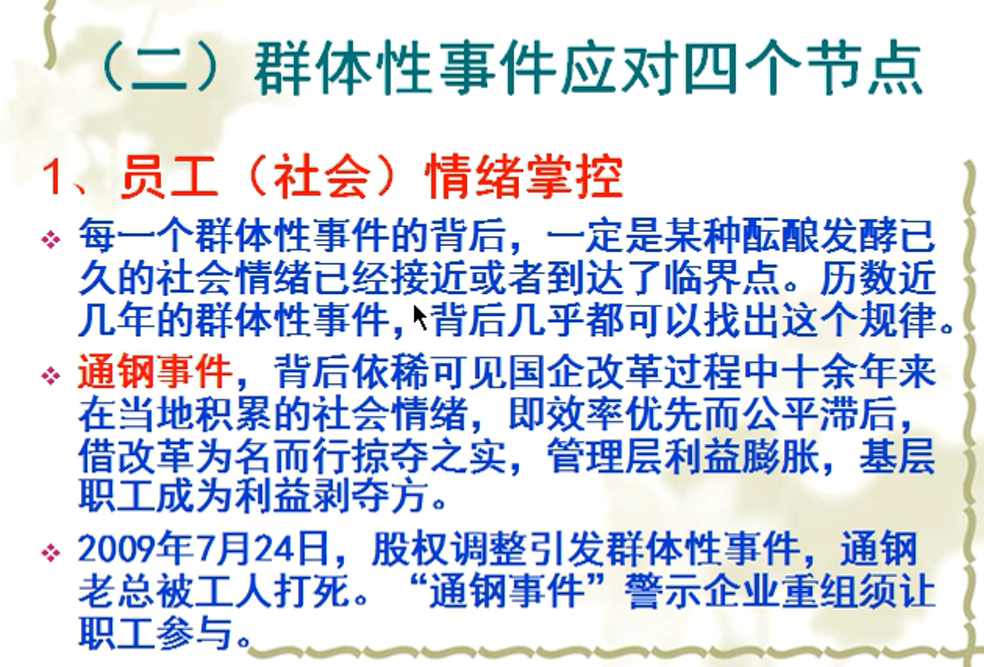 （二）群体性事件应对四个节点
1、员工（社会）情绪掌控
每一个群体性事件的背后，一定是某种酝酿发酵已
久的社会情绪已经接近或者到达了临界点。历数近
几年的群体性事件，背后几乎都可以找出这个规律。
通钢事件，背后依稀可见国企改革过程中十余年来
在当地积累的社会情绪，即效率优先而公平滞后，
借改革为名而行掠夺之实，管理层利益膨胀，基层
职工成为利益剥夺方。
2009年7月24日，股权调整引发群体性事件，通钢
老总被工人打死。“通钢事件”警示企业重组须让
职工参与。